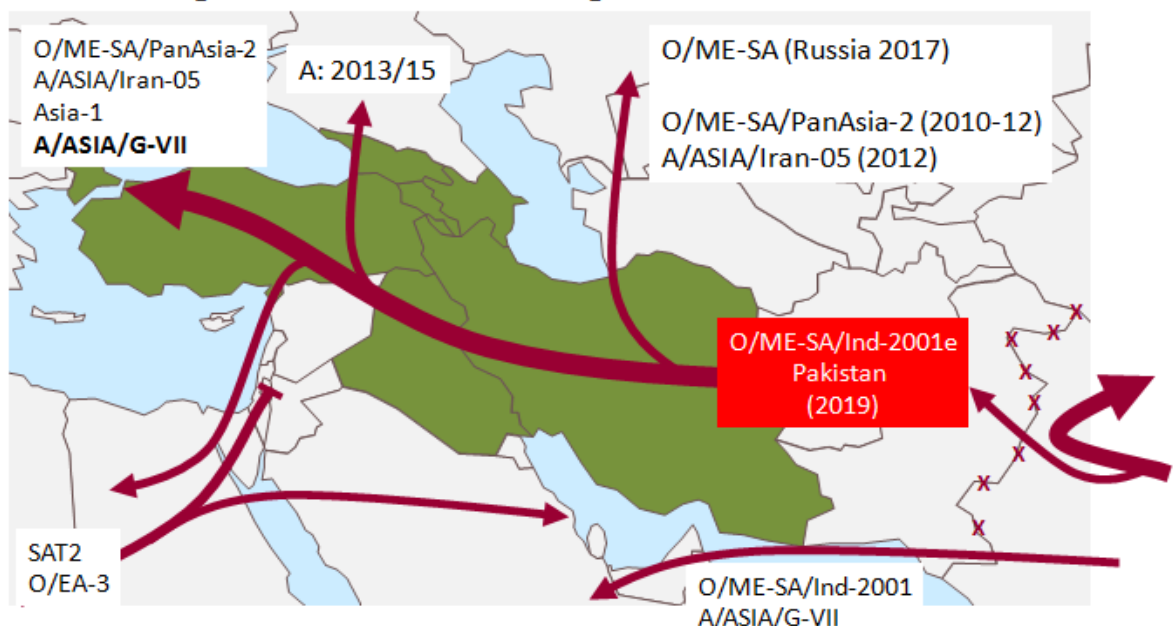 O/ME-SA/PanAsia-2
A/ASIA/Iran-05
Asia-1
A/ASIA/G-VII
A: 2013/15
O/ME-SA (Russia 2017)
O/ME-SA/PanAsia-2 (2010-12)
A/ASIA/Iran-05 (2012)
O/ME-SA/Ind-2001e
Pakistan
(2019)
X
X
X
X
X
X
X
X
SAT2
O/EA-3
O/ME-SA/Ind-2001
A/ASIA/G-VII